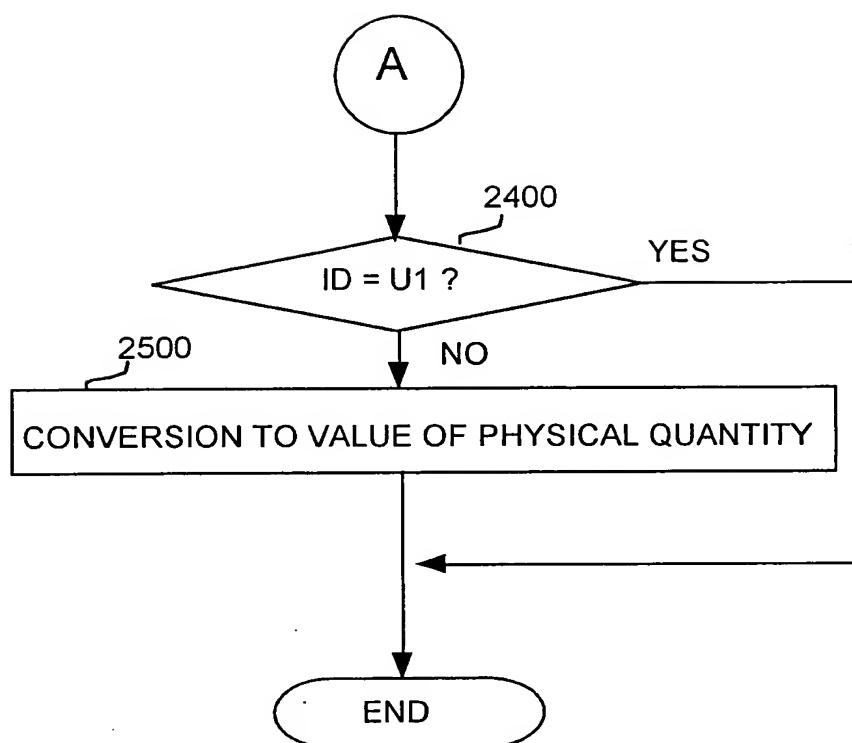 A
2400
ID = U1 ?
YES
NO
2500
CONVERSION TO VALUE OF PHYSICAL QUANTITY
END